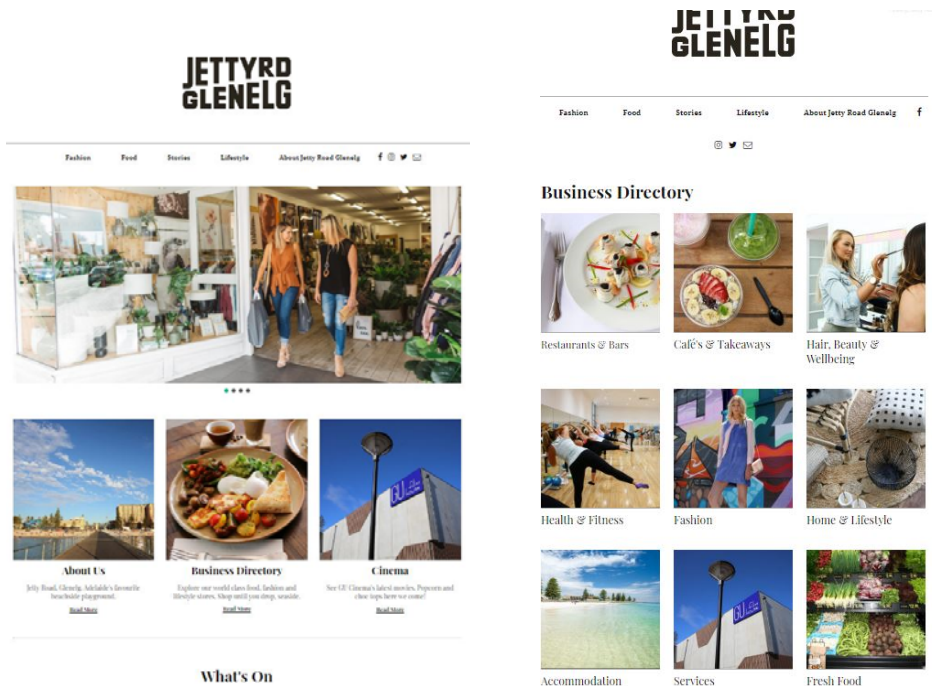 JETTYRD
GLENELG
Fashion Food Stories Lifestyle About Jetty Road Glenelg
About Us
Jetty Road, Glenelg. Adelaide's favourite
beachside playground.
Read More
Business Directory
Explore our world class food, fashion and
lifestyle stores. Shop until you drop, seaside.
Read More
Cinema
See GU Cinema's latest movies. Popcorn and
choc tops, here we come!
Read More
GU
What's On
JETTYRD
GLENELG
Fashion Food Stories Lifestyle About Jetty Road Glenelg
Business Directory
Restaurants & Bars
Café's & Takeaways
Hair, Beauty &
Wellbeing
Health & Fitness
Fashion
Home & Lifestyle
GU
Accommodation
Services
Fresh Food